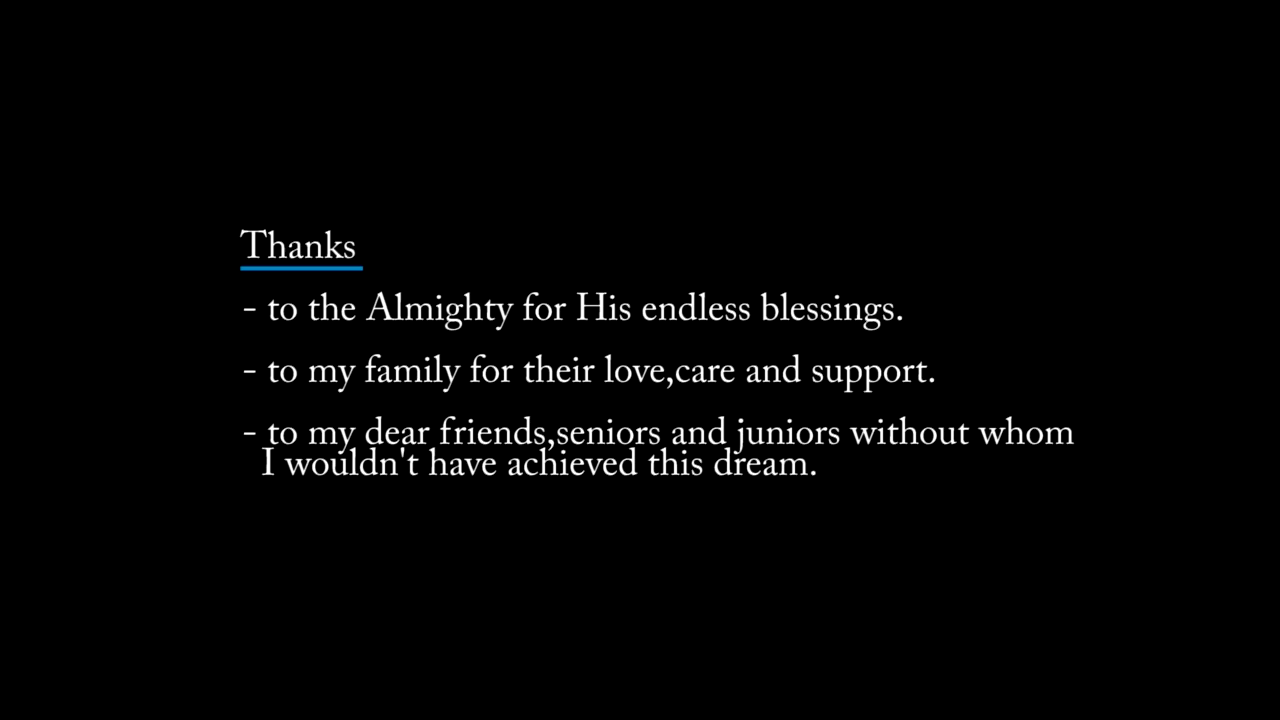 Thanks
- to the Almighty for His endless blessings.
- to my family for their love,care and support.
- to my dear friends,seniors and juniors without whom
I wouldn't have achieved this dream.